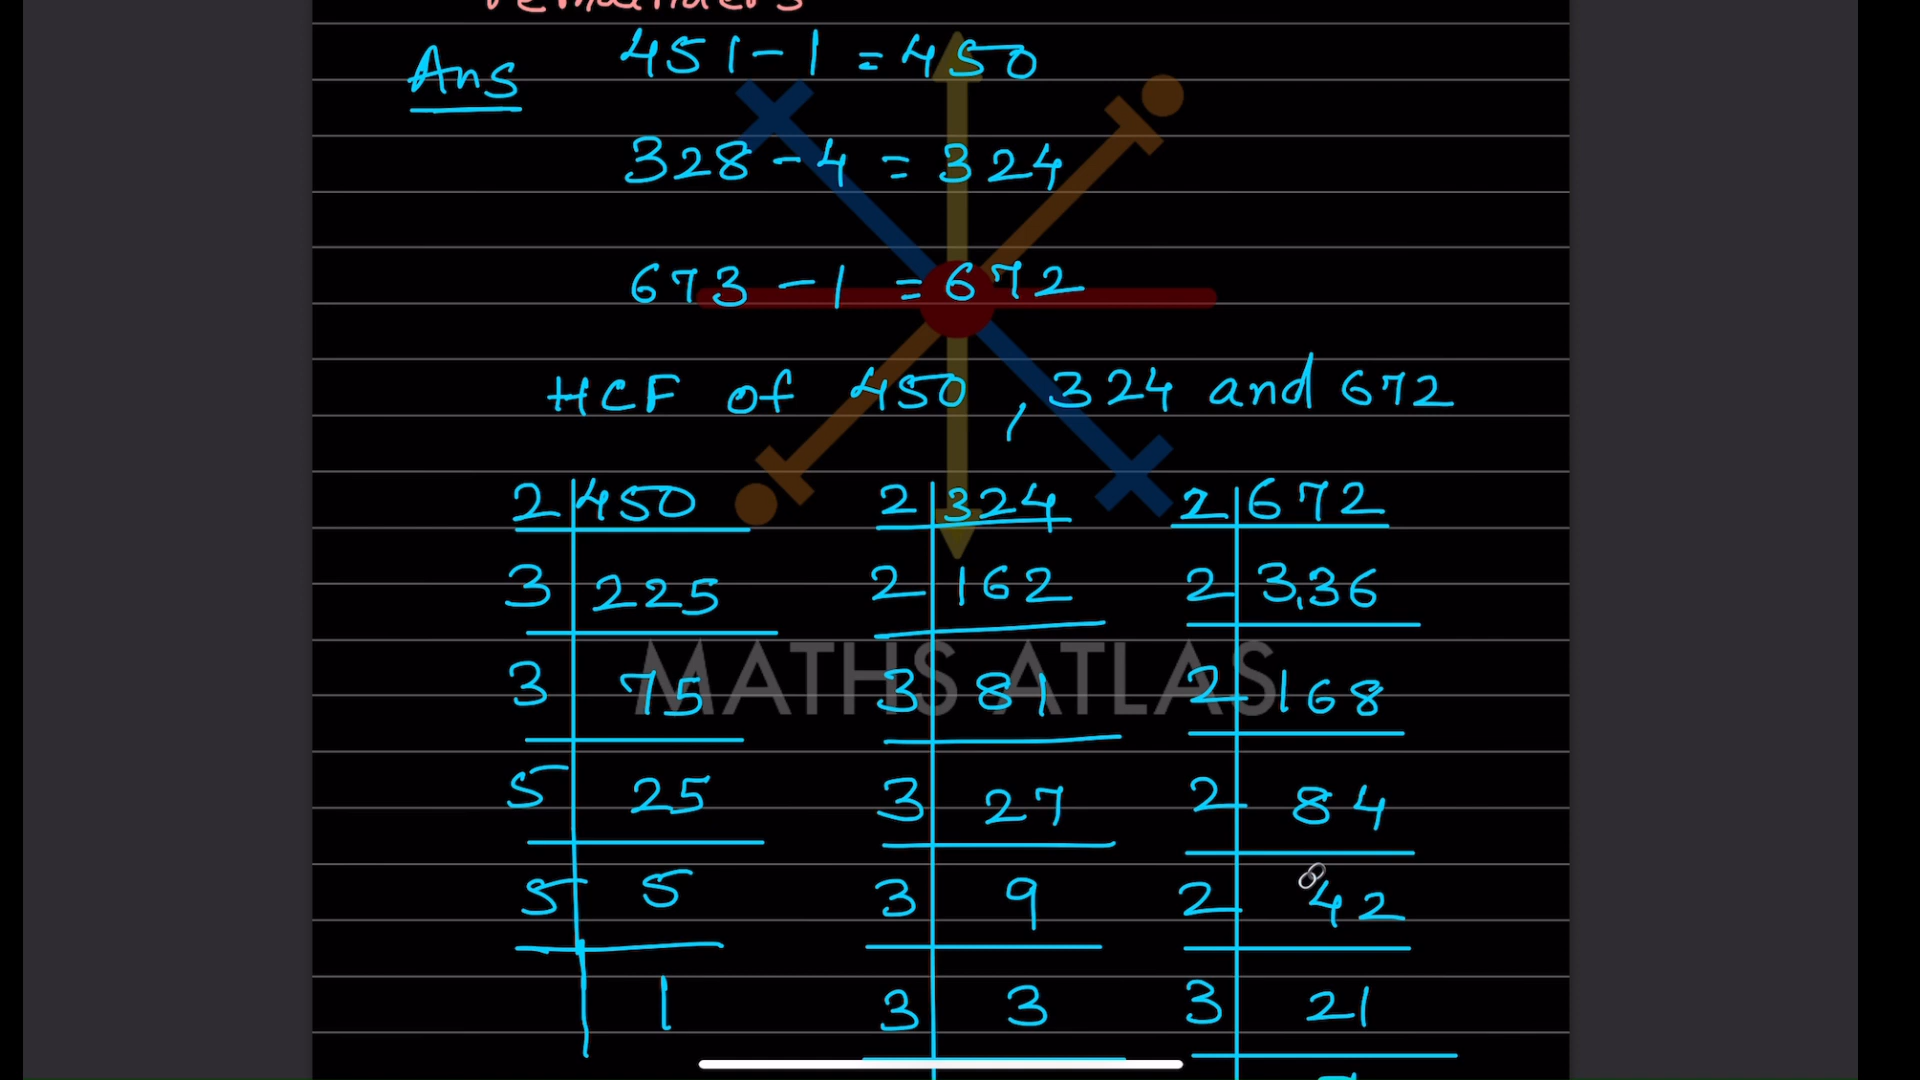 remainders
Ans 451 - 1 = 450
328 - 4 = 324
673 - 1 = 672
HCF of 450 , 324 and 672
2 450 2 324 2 672
3 225 2 162 2 336
3 75 3 81 2 168
MATHS ATLAS
5 25 3 27 2 84
5 5 3 9 2 42
1 3 3 3 21